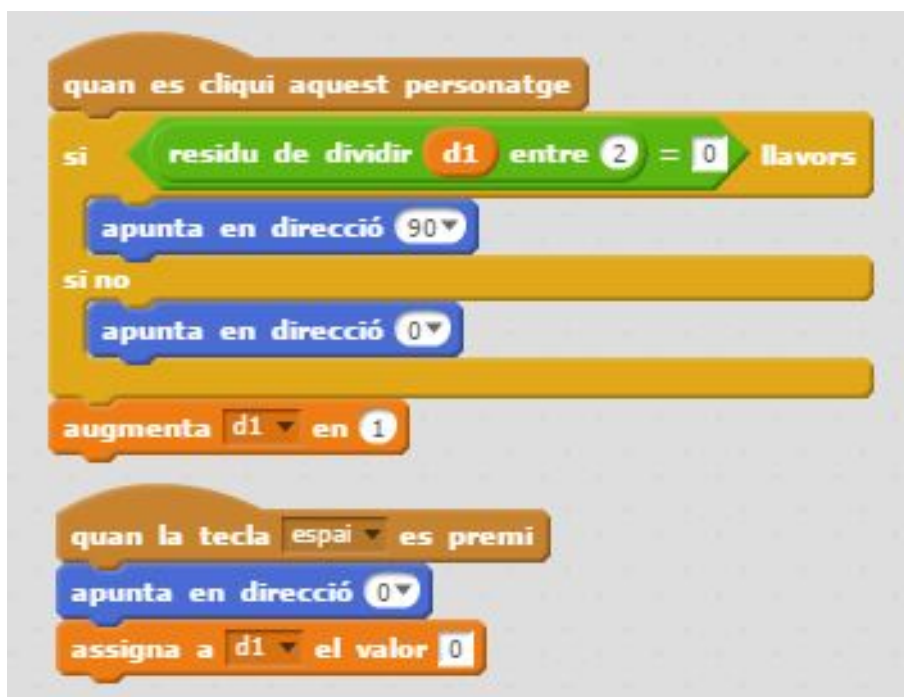 quan es cliqui aquest personatge
si residu de dividir d1 entre 2 = 0 llavors
apunta en direcció 90
si no
apunta en direcció 0
augmenta d1 en 1
quan la tecla espai es premi
apunta en direcció 0
assigna a d1 el valor 0